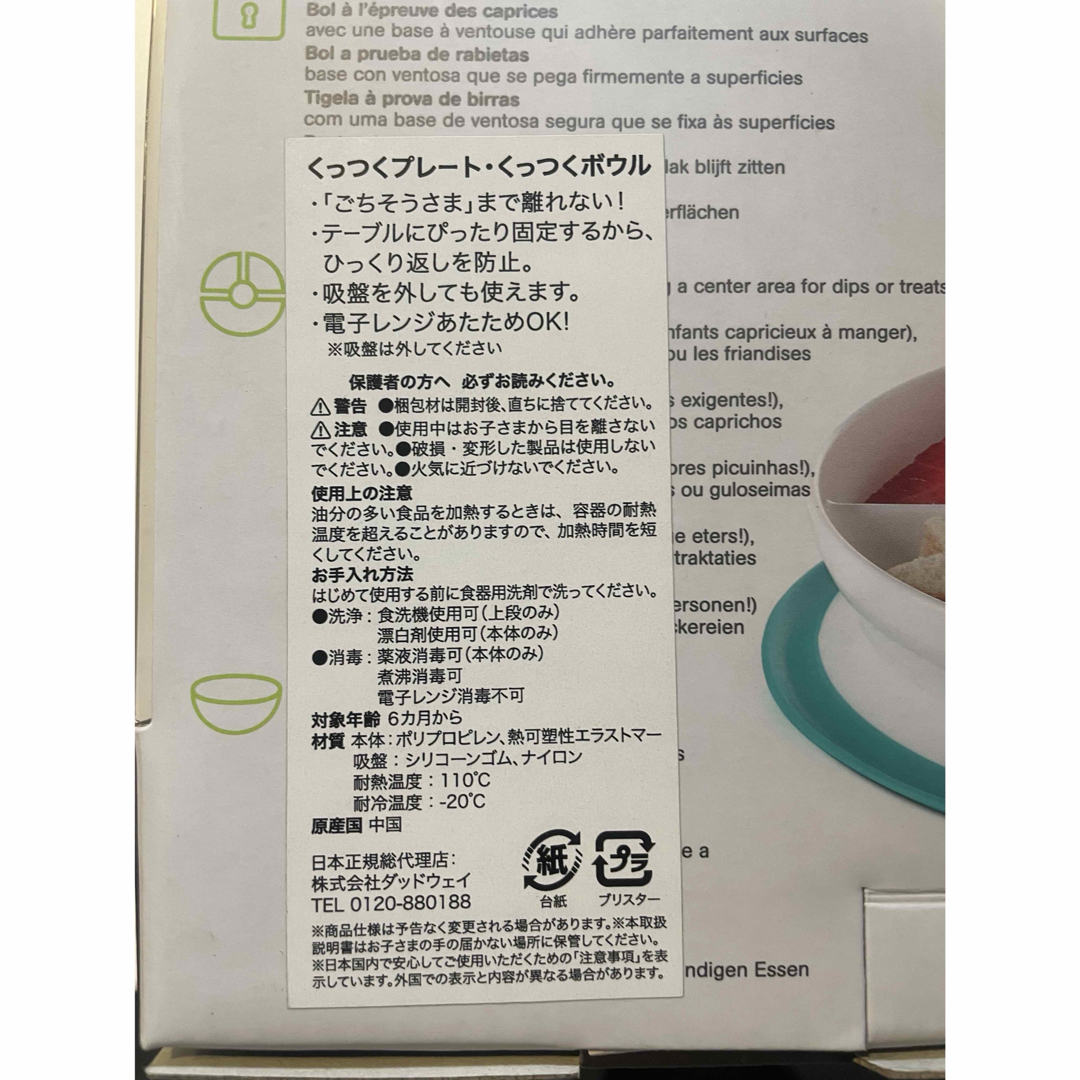 Bol à l'épreuve des caprices
avec une base à ventouse qui adhère parfaitement aux surfaces
Bol a prueba de rabietas
base con ventosa que se pega firmemente a superficies
Tigela à prova de birras
com uma base de ventosa segura que se fixa às superfícies
lak blijft zitten
rflächen
くっつくプレート・くっつくボウル
・「ごちそうさま」まで離れない!
・テーブルにぴったり固定するから、
ひっくり返しを防止。
・吸盤を外しても使えます。
・電子レンジあたためOK!
※吸盤は外してください
保護者の方へ 必ずお読みください。
⚠警告 ●梱包材は開封後、直ちに捨ててください。
⚠注意 ●使用中はお子さまから目を離さない
でください。●破損・変形した製品は使用しない
でください。●火気に近づけないでください。
使用上の注意
油分の多い食品を加熱するときは、容器の耐熱
温度を超えることがありますので、加熱時間を短
くしてください。
お手入れ方法
はじめて使用する前に食器用洗剤で洗ってください。
●洗浄:食洗機使用可(上段のみ)
漂白剤使用可(本体のみ)
●消毒:薬液消毒可(本体のみ)
煮沸消毒可
電子レンジ消毒不可
対象年齢 6カ月から
材質 本体:ポリプロピレン、熱可塑性エラストマー
吸盤:シリコーンゴム、ナイロン
耐熱温度:110℃
耐冷温度:-20℃
原産国 中国
日本正規総代理店:
株式会社ダッドウェイ
TEL 0120-880188
紙
台紙
プラ
ブリスター
※商品仕様は予告なく変更される場合があります。※本取扱
説明書はお子さまの手の届かない場所に保管してください。
※日本国内で安心してご使用いただくための「注意事項」を表
示しています。外国での表示と内容が異なる場合があります。
a center area for dips or treats
nfants capricieux à manger),
ou les friandises
s exigentes!),
os caprichos
ores picuinhas!),
s ou guloseimas
e eters!),
traktaties
ersonen!)
ckereien
s
e a
ndigen Essen